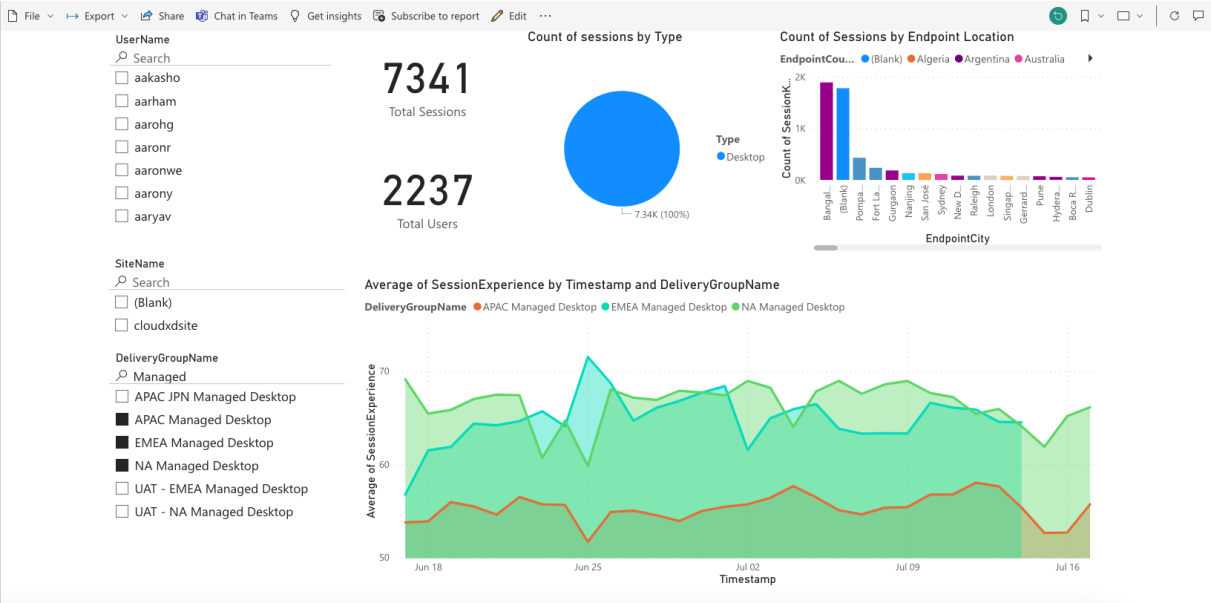 File Export Share Chat in Teams Get insights Subscribe to report Edit ···
UserName
Search
aakasho
aarham
aarohg
aaronr
aaronwe
aarony
aaryav
SiteName
Search
(Blank)
cloudxdsite
DeliveryGroupName
Managed
APAC JPN Managed Desktop
APAC Managed Desktop
EMEA Managed Desktop
NA Managed Desktop
UAT - EMEA Managed Desktop
UAT - NA Managed Desktop
7341
Total Sessions
2237
Total Users
Count of sessions by Type
Type
Desktop
7.34K (100%)
Count of Sessions by Endpoint Location
EndpointCou... (Blank) Algeria Argentina Australia
Count of SessionK...
2K
1K
0K
Bangal...
(Blank)
Pompa...
Fort La...
Gurgaon
Nanjing
San José
Sydney
New D...
Raleigh
London
Singap...
Gerrard...
Pune
Hydera...
Boca R...
Dublin
EndpointCity
Average of SessionExperience by Timestamp and DeliveryGroupName
DeliveryGroupName APAC Managed Desktop EMEA Managed Desktop NA Managed Desktop
Average of SessionExperience
70
60
50
Jun 18 Jun 25 Jul 02 Jul 09 Jul 16
Timestamp